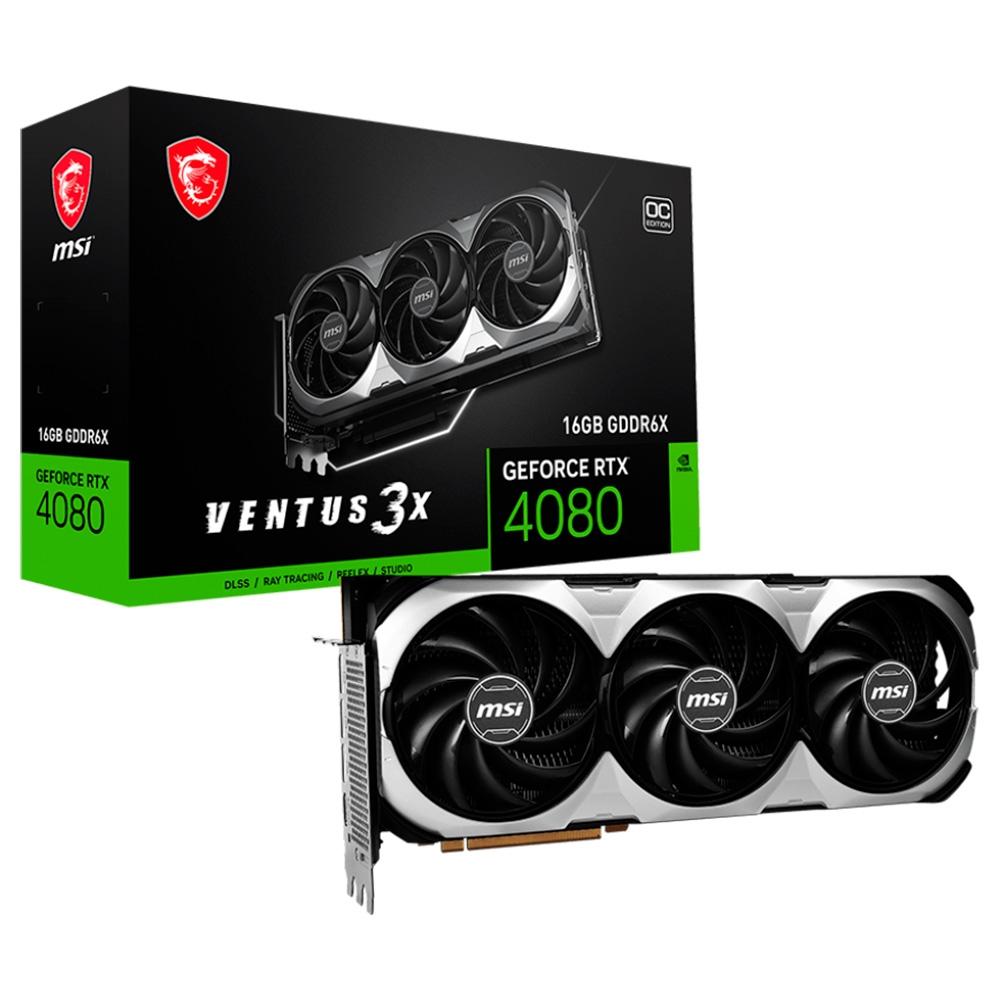 msi
16GB GDDR6X
GEFORCE RTX
4080
OC
EDITION
msi
msi
msi
16GB GDDR6X
VENTUS 3X
GEFORCE RTX
4080
NVIDIA
DLSS / RAY TRACING / REFLEX / STUDIO
msi
msi
msi